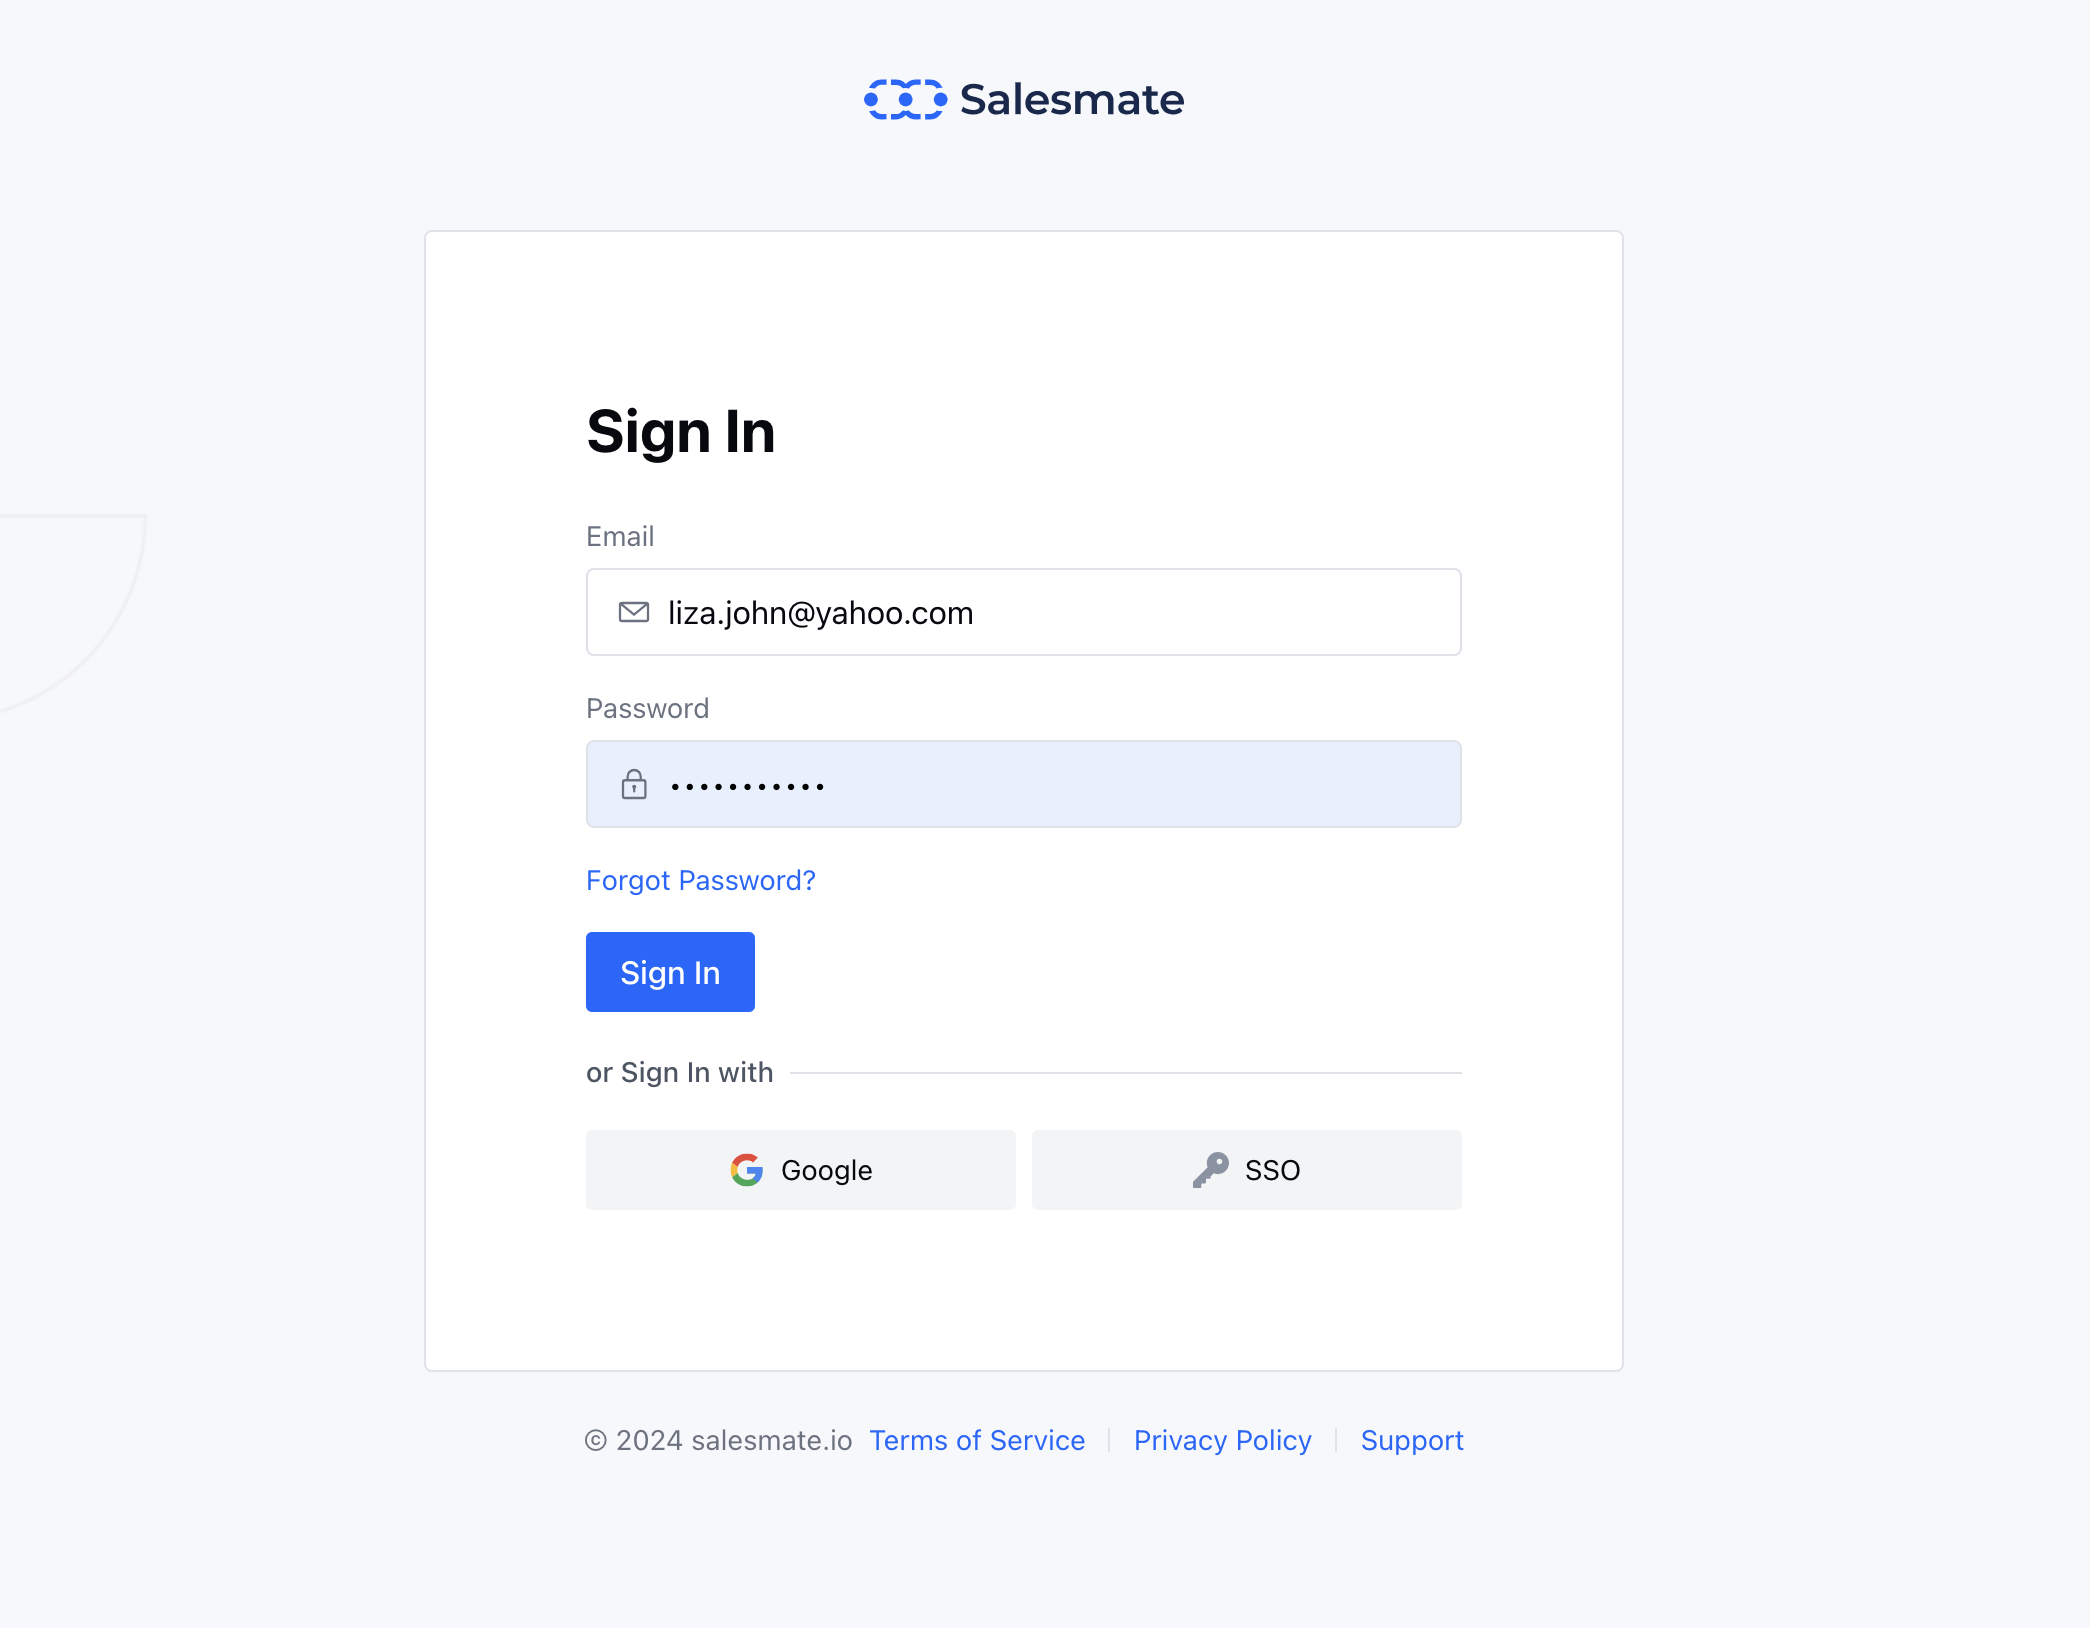 Salesmate
Sign In
Email
liza.john@yahoo.com
Password
•••••••••••
Forgot Password?
Sign In
or Sign In with
Google
SSO
© 2024 salesmate.io Terms of Service | Privacy Policy | Support